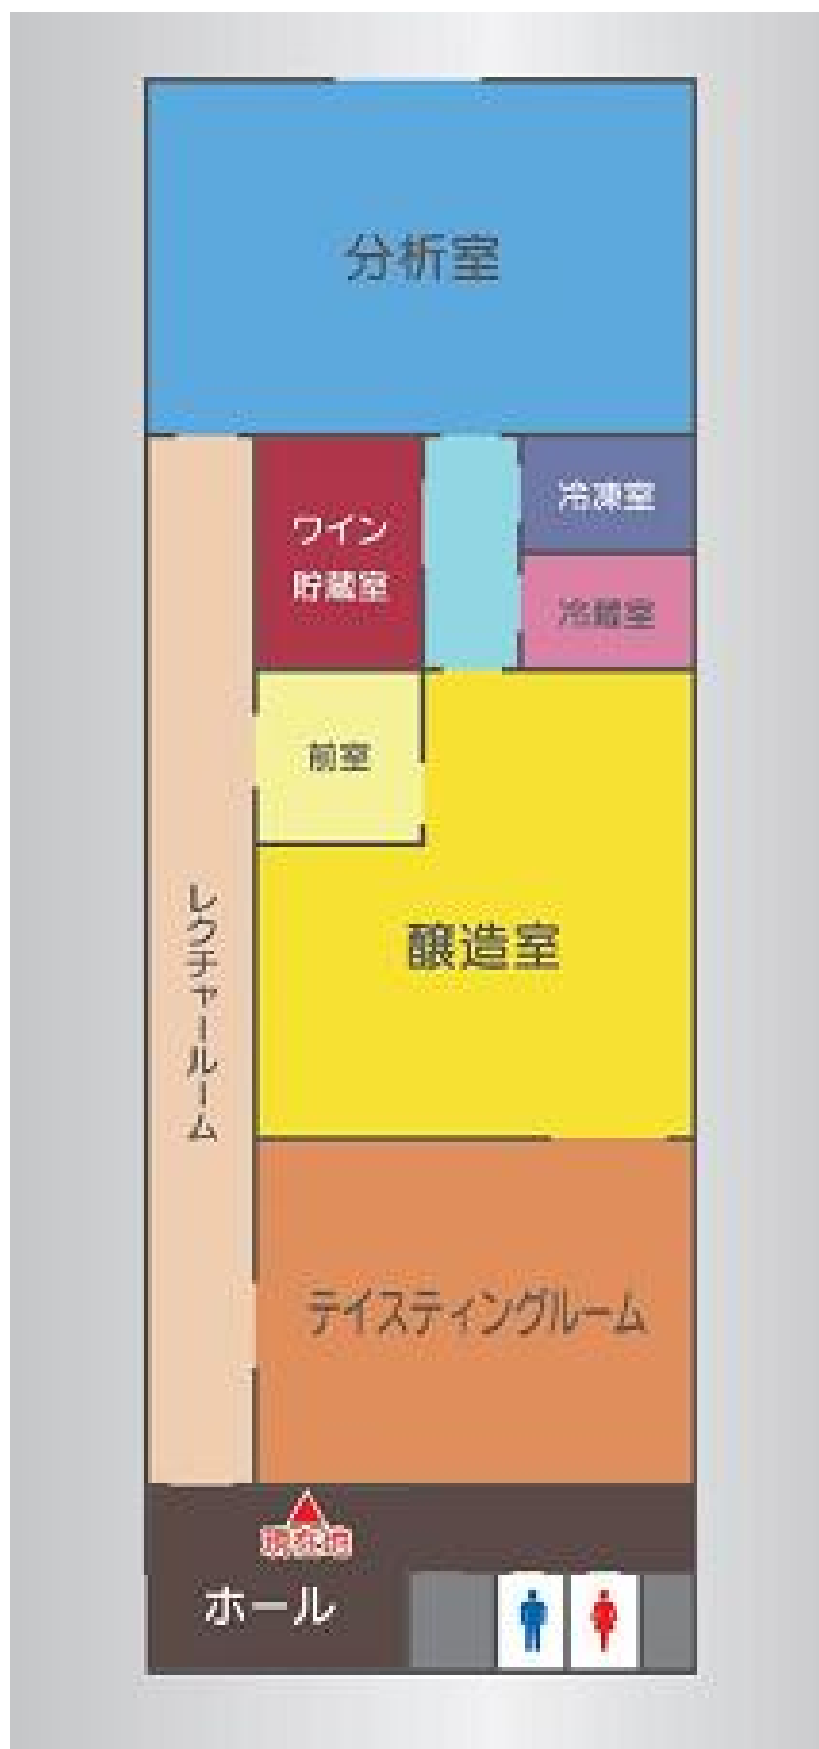 分析室
冷凍室
ワイン
貯蔵室
冷蔵室
前室
醸造室
レクチャールーム
テイスティングルーム
現在地
ホール